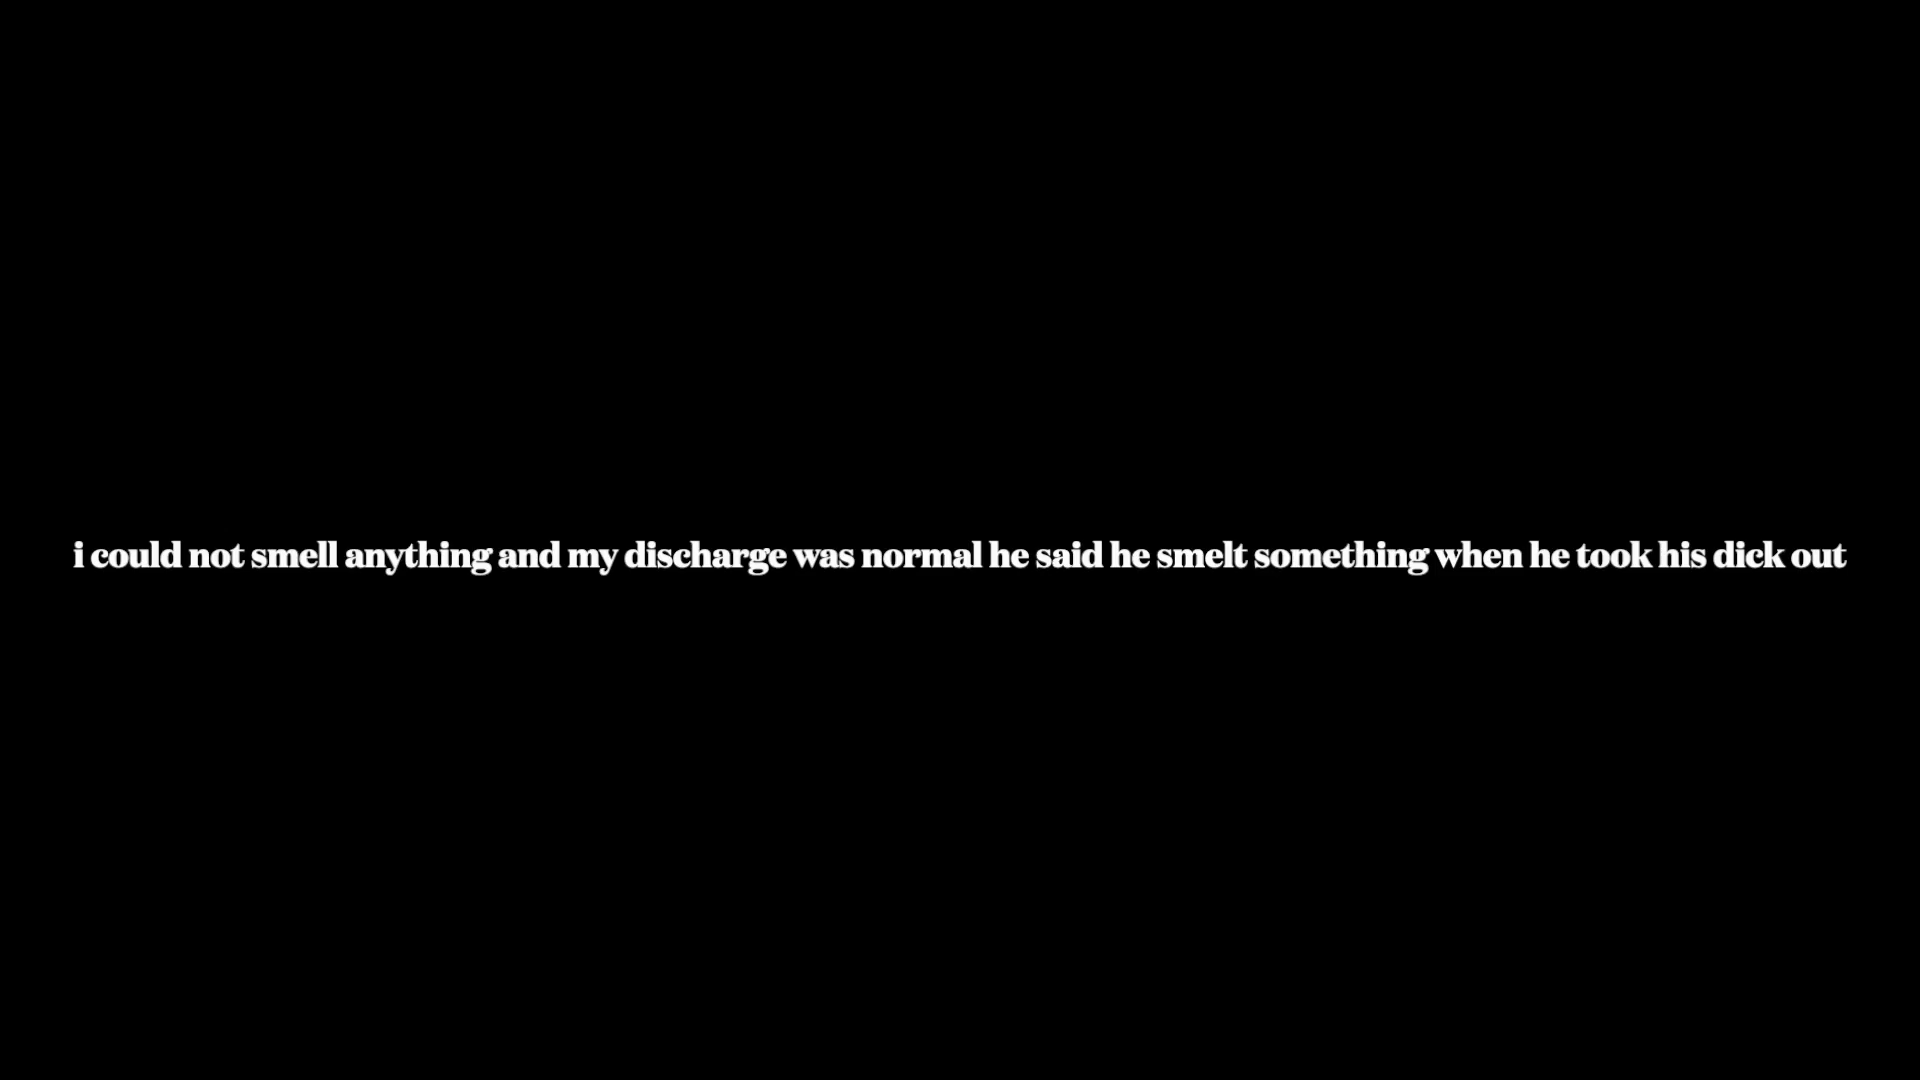 i could not smell anything and my discharge was normal he said he smelt something when he took his dick out